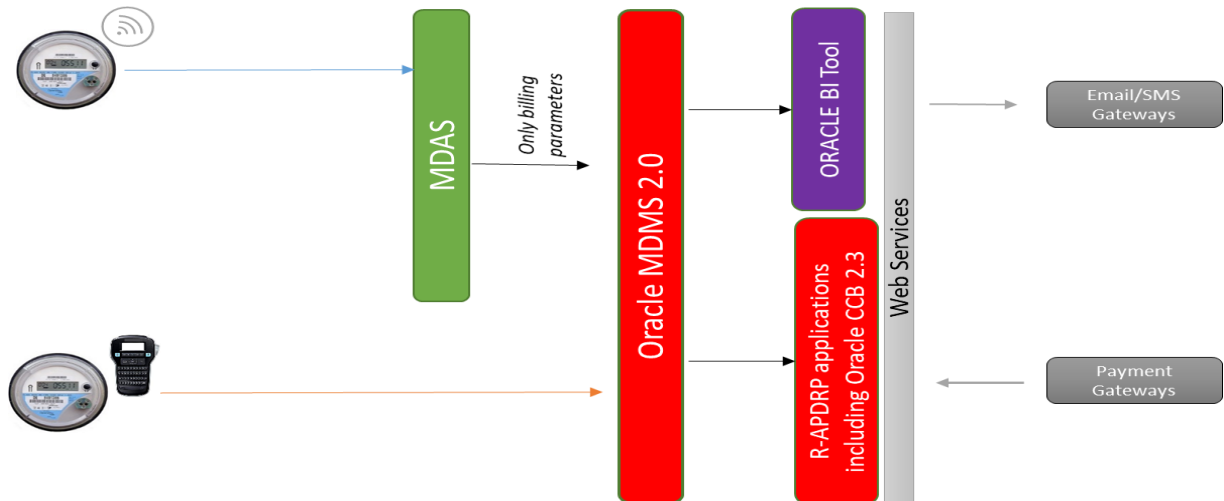 MDAS
Only billing
parameters
Oracle MDMS 2.0
ORACLE BI Tool
R-APDRP applications
including Oracle CCB 2.3
Web Services
Email/SMS
Gateways
Payment
Gateways